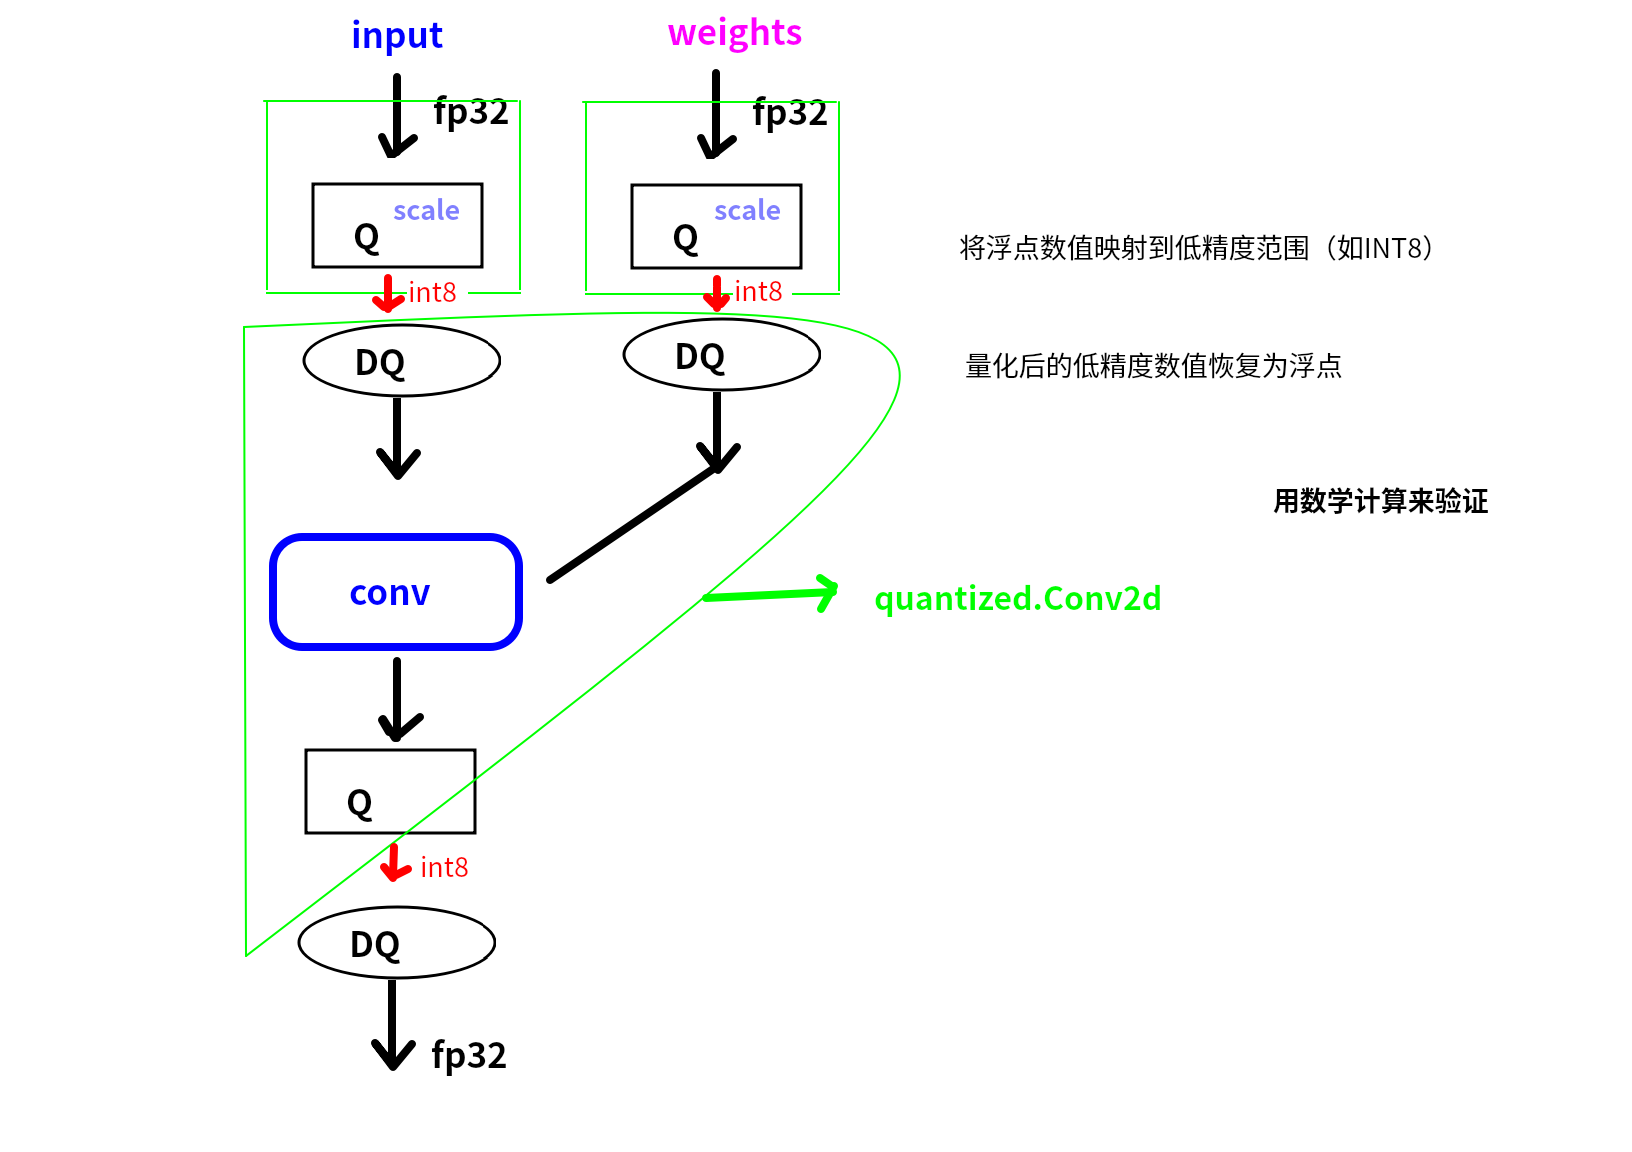 input
weights
fp32
fp32
scale
Q
scale
Q
将浮点数值映射到低精度范围（如INT8）
int8
int8
DQ
DQ
量化后的低精度数值恢复为浮点
用数学计算来验证
conv
quantized.Conv2d
Q
int8
DQ
fp32